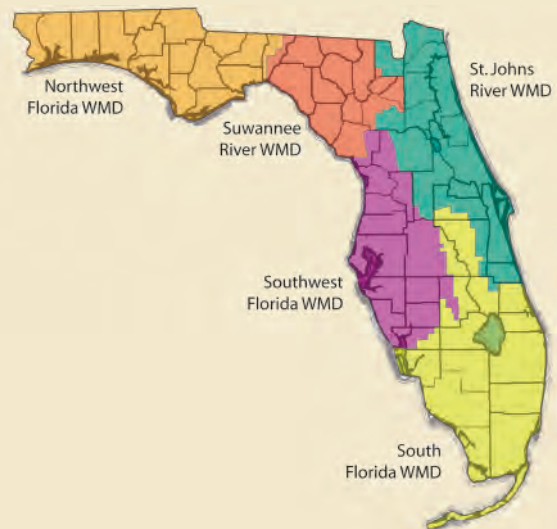 Northwest
Florida WMD
St. Johns
River WMD
Suwannee
River WMD
Southwest
Florida WMD
South
Florida WMD